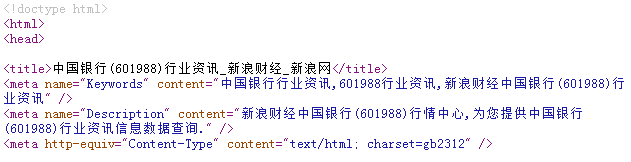 <!doctype html>
<html>
<head>
<title>中国银行(601988)行业资讯_新浪财经_新浪网</title>
<meta name="Keywords" content="中国银行行业资讯,601988行业资讯,新浪财经中国银行(601988)行
业资讯" />
<meta name="Description" content="新浪财经中国银行(601988)行情中心,为您提供中国银行
(601988)行业资讯信息数据查询." />
<meta http-equiv="Content-Type" content="text/html; charset=gb2312" />